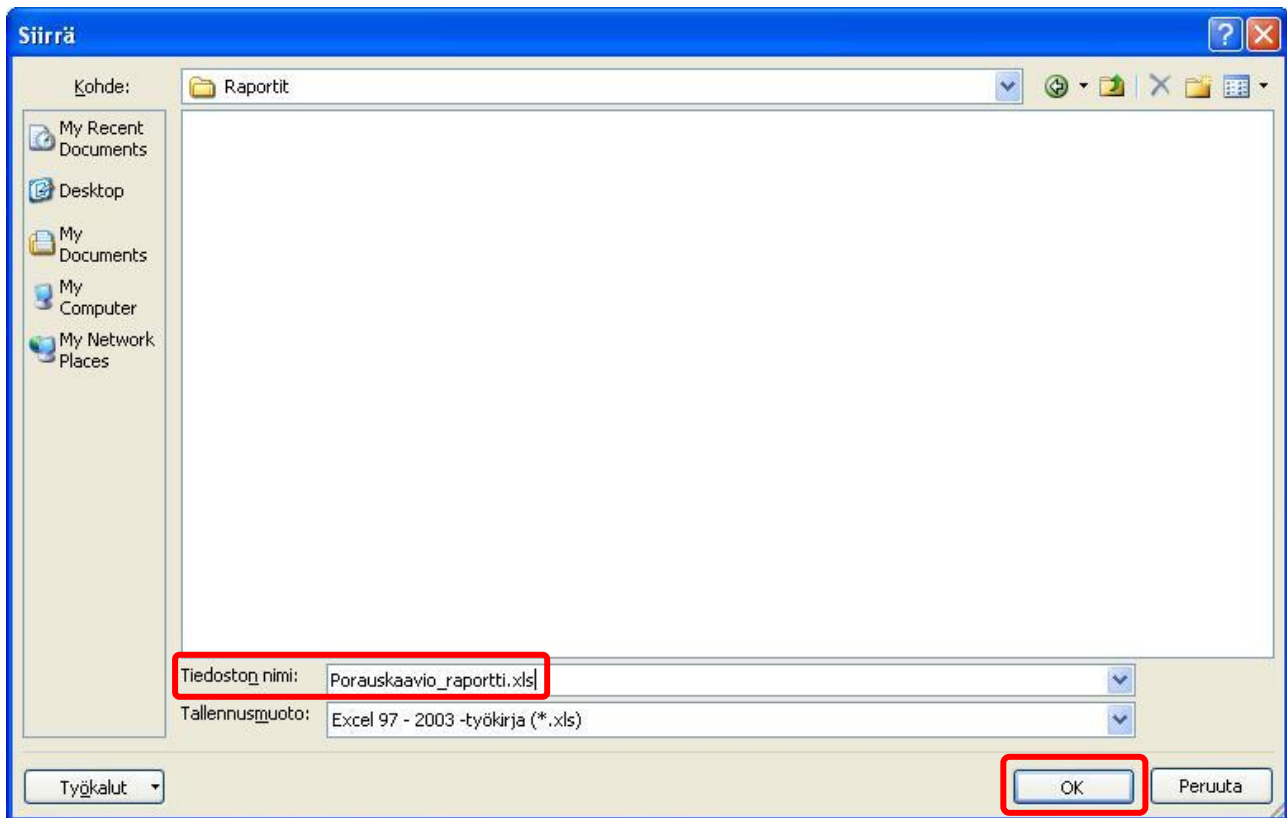 Siirrä
Kohde:
Raportit
My Recent
Documents
Desktop
My
Documents
My
Computer
My Network
Places
Tiedoston nimi:
Porauskaavio_raportti.xls
Tallennusmuoto:
Excel 97 - 2003 -työkirja (*.xls)
Työkalut
OK
Peruuta